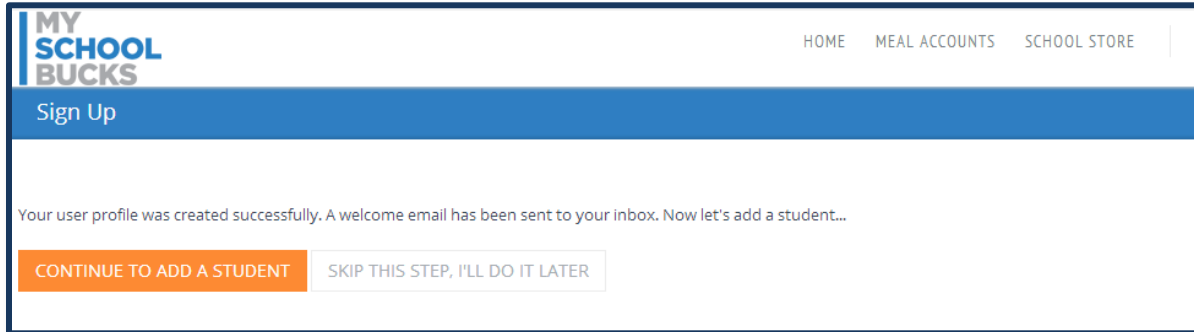 MY
SCHOOL
BUCKS
HOME MEAL ACCOUNTS SCHOOL STORE
Sign Up
Your user profile was created successfully. A welcome email has been sent to your inbox. Now let's add a student...
CONTINUE TO ADD A STUDENT SKIP THIS STEP, I'LL DO IT LATER